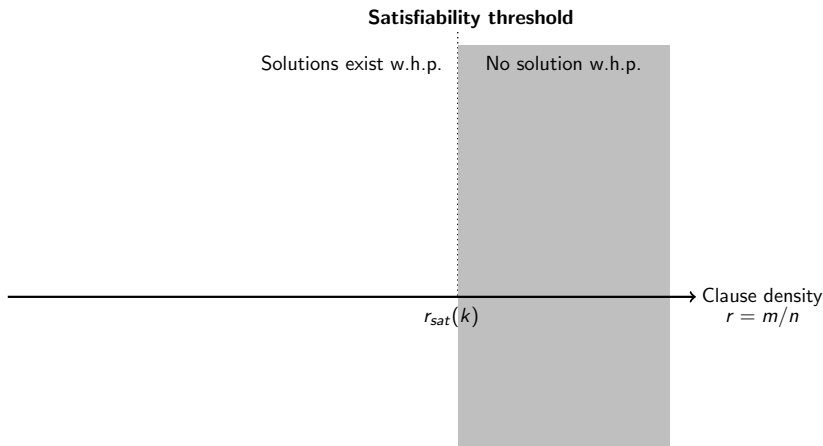 Satisfiability threshold
Solutions exist w.h.p.
No solution w.h.p.
r_sat(k)
Clause density
r = m/n